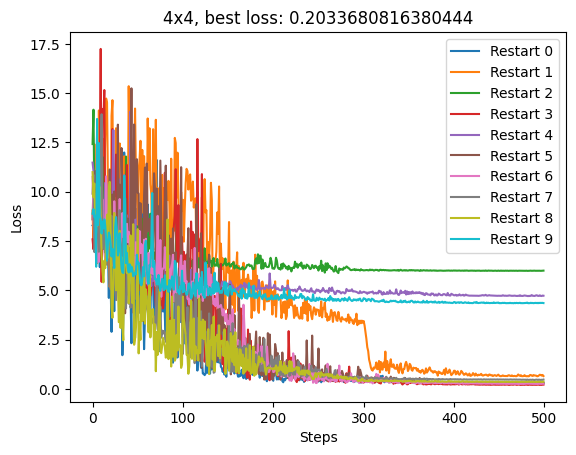 4x4, best loss: 0.2033680816380444
17.5
15.0
12.5
10.0
7.5
5.0
2.5
0.0
Loss
Restart 0
Restart 1
Restart 2
Restart 3
Restart 4
Restart 5
Restart 6
Restart 7
Restart 8
Restart 9
0
100
200
300
400
500
Steps